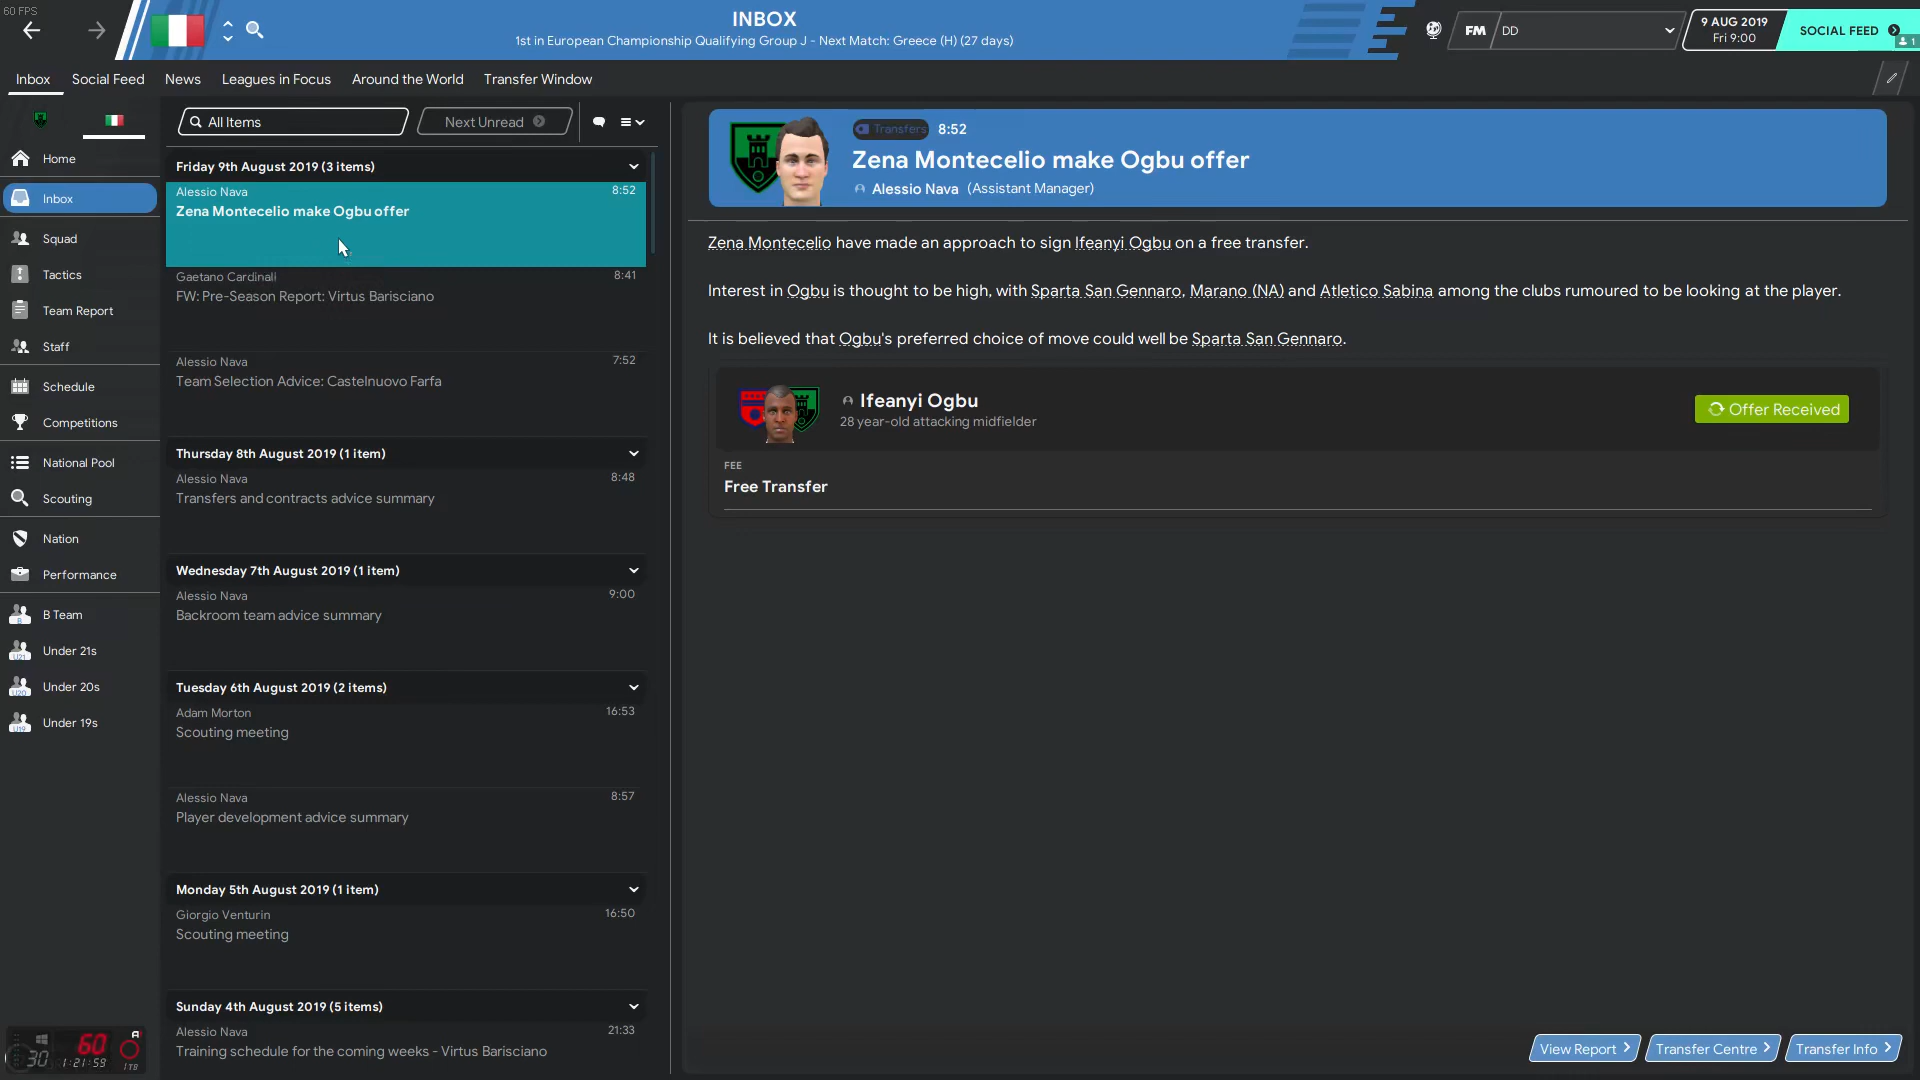 60 FPS
INBOX
1st in European Championship Qualifying Group J - Next Match: Greece (H) (27 days)
FM DD
9 AUG 2019
Fri 9:00
SOCIAL FEED
1
Inbox Social Feed News Leagues in Focus Around the World Transfer Window
Home
Inbox
Squad
Tactics
Team Report
Staff
Schedule
Competitions
National Pool
Scouting
Nation
Performance
B Team
Under 21s
Under 20s
Under 19s
All Items
Next Unread
Friday 9th August 2019 (3 items)
Alessio Nava 8:52
Zena Montecelio make Ogbu offer
Gaetano Cardinali 8:41
FW: Pre-Season Report: Virtus Barisciano
Alessio Nava 7:52
Team Selection Advice: Castelnuovo Farfa
Thursday 8th August 2019 (1 item)
Alessio Nava 8:48
Transfers and contracts advice summary
Wednesday 7th August 2019 (1 item)
Alessio Nava 9:00
Backroom team advice summary
Tuesday 6th August 2019 (2 items)
Adam Morton 16:53
Scouting meeting
Alessio Nava 8:57
Player development advice summary
Monday 5th August 2019 (1 item)
Giorgio Venturin 16:50
Scouting meeting
Sunday 4th August 2019 (5 items)
Alessio Nava 21:33
Training schedule for the coming weeks - Virtus Barisciano
Transfers 8:52
Zena Montecelio make Ogbu offer
Alessio Nava (Assistant Manager)
Zena Montecelio have made an approach to sign Ifeanyi Ogbu on a free transfer.
Interest in Ogbu is thought to be high, with Sparta San Gennaro, Marano (NA) and Atletico Sabina among the clubs rumoured to be looking at the player.
It is believed that Ogbu's preferred choice of move could well be Sparta San Gennaro.
Ifeanyi Ogbu
28 year-old attacking midfielder
Offer Received
FEE
Free Transfer
View Report Transfer Centre Transfer Info
60
30 1:21:59 1TB